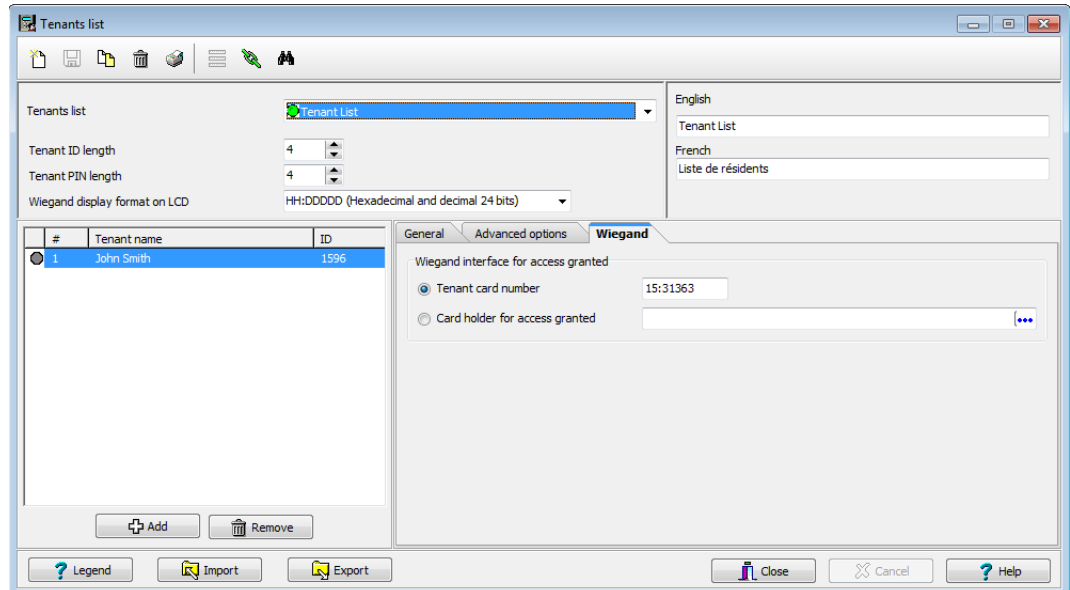 Tenants list
Tenants list
Tenant List
Tenant ID length
4
Tenant PIN length
4
Wiegand display format on LCD
HH:DDDDD (Hexadecimal and decimal 24 bits)
English
Tenant List
French
Liste de résidents
# Tenant name ID
1 John Smith 1596
Add Remove
General Advanced options Wiegand
Wiegand interface for access granted
Tenant card number 15:31363
Card holder for access granted
Legend Import Export Close Cancel Help